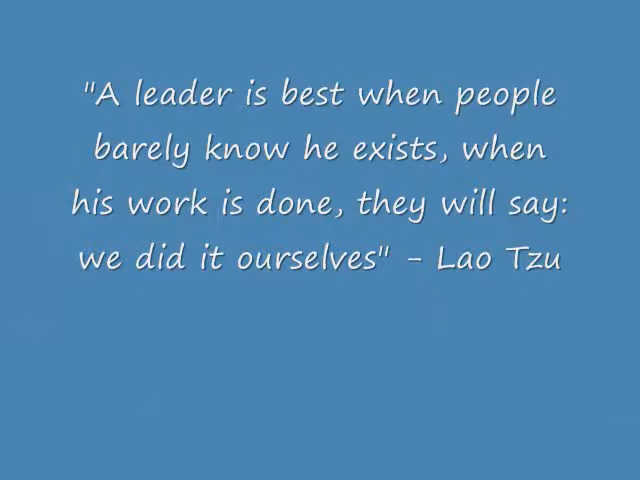 "A leader is best when people
barely know he exists, when
his work is done, they will say:
we did it ourselves" - Lao Tzu